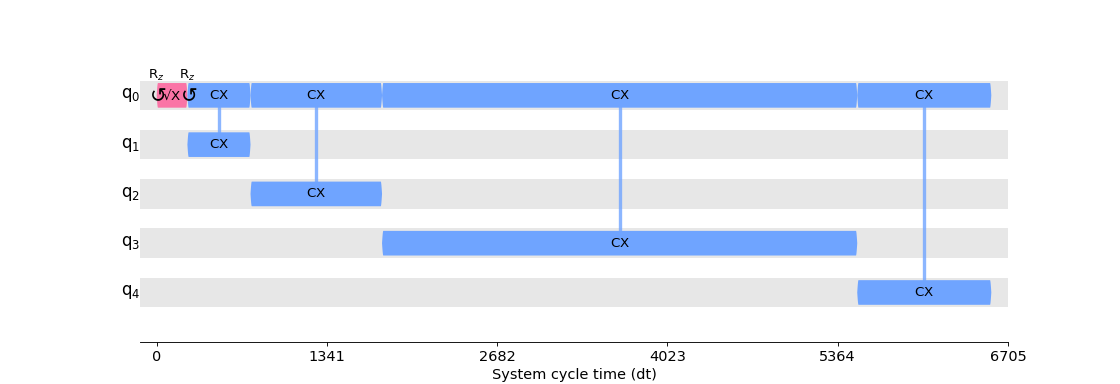 R_z R_z
q_0 ↺ √X ↺ CX CX CX CX
q_1 CX
q_2 CX
q_3 CX
q_4 CX
0 1341 2682 4023 5364 6705
System cycle time (dt)